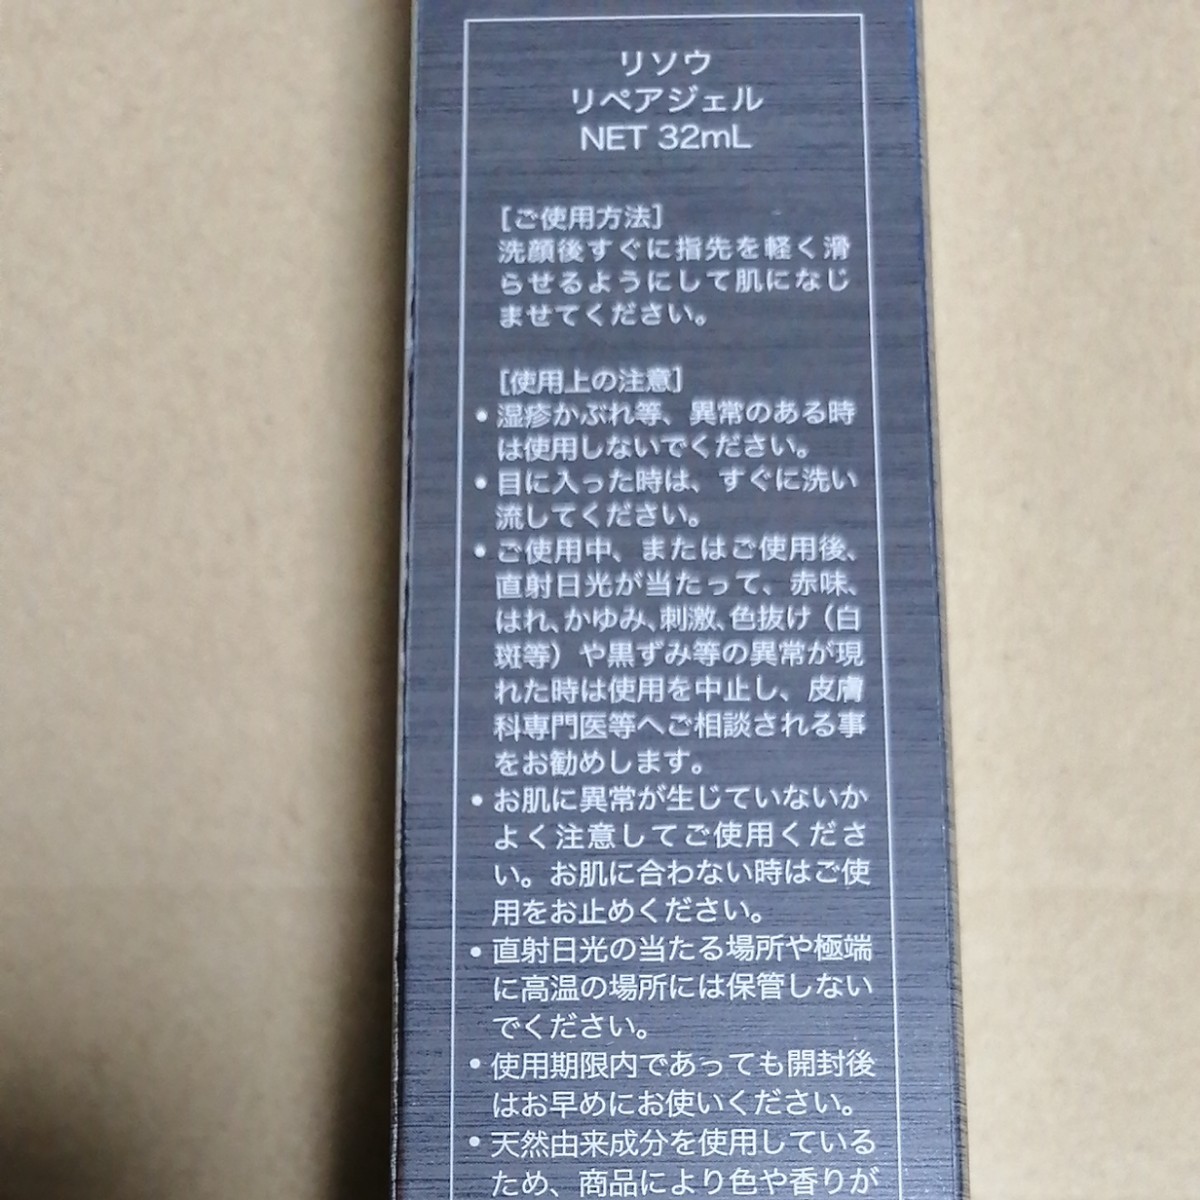 リソウ
リペアジェル
NET 32mL
[ご使用方法]
洗顔後すぐに指先を軽く滑
らせるようにして肌になじ
ませてください。
[使用上の注意]
• 湿疹かぶれ等、異常のある時
は使用しないでください。
• 目に入った時は、すぐに洗い
流してください。
• ご使用中、またはご使用後、
直射日光が当たって、赤味、
はれ、かゆみ、刺激、色抜け（白
斑等）や黒ずみ等の異常が現
れた時は使用を中止し、皮膚
科専門医等へご相談される事
をお勧めします。
• お肌に異常が生じていないか
よく注意してご使用くださ
い。お肌に合わない時はご使
用をお止めください。
• 直射日光の当たる場所や極端
に高温の場所には保管しない
でください。
• 使用期限内であっても開封後
はお早めにお使いください。
• 天然由来成分を使用している
ため、商品により色や香りが